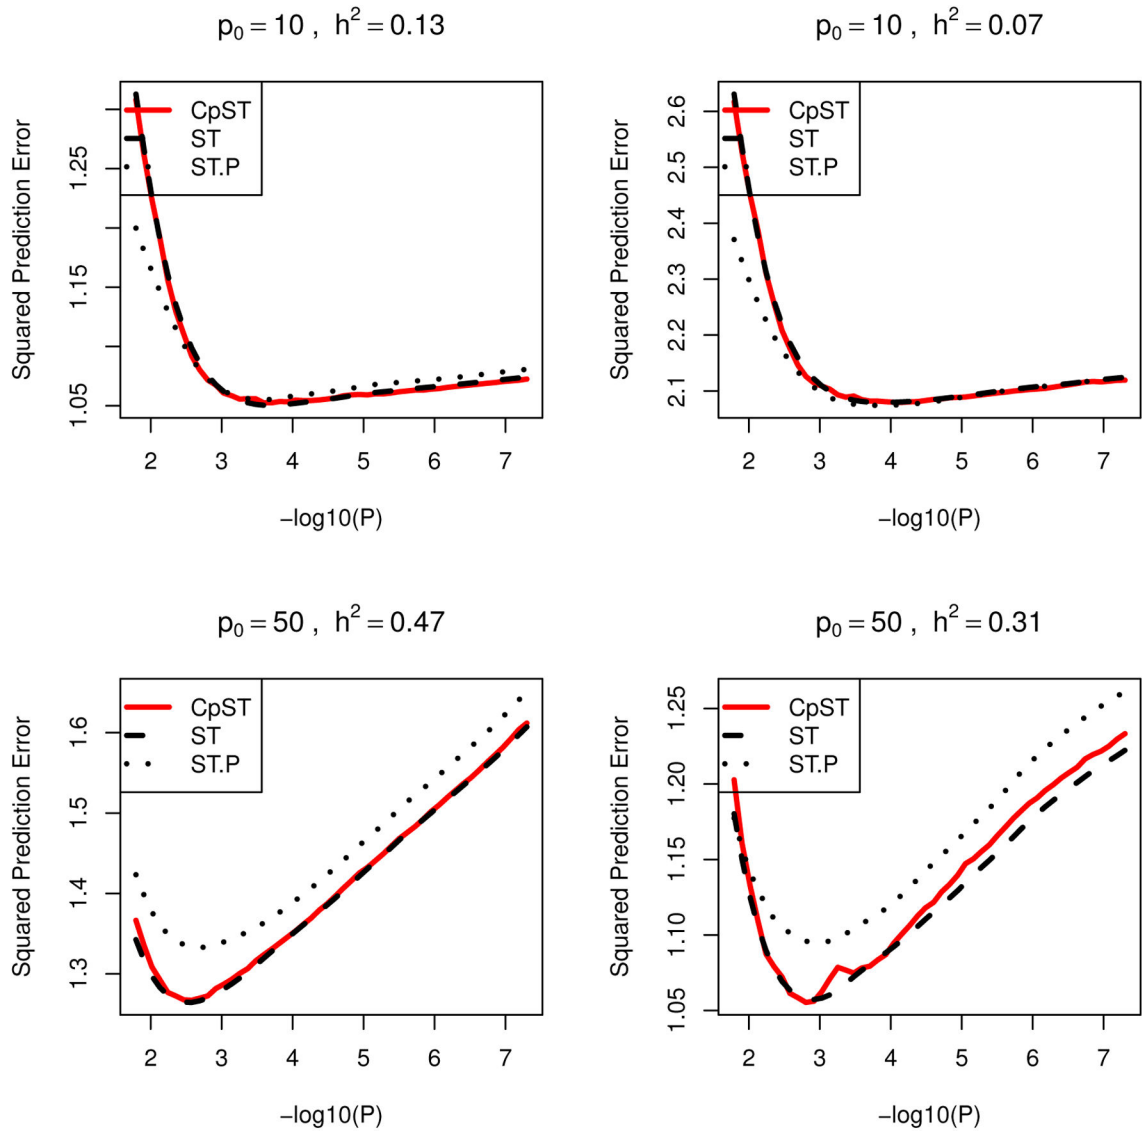 p₀ = 10 , h² = 0.13
Squared Prediction Error
1.05
1.15
1.25
CpST
ST
ST.P
2 3 4 5 6 7
−log10(P)
p₀ = 10 , h² = 0.07
Squared Prediction Error
2.1
2.2
2.3
2.4
2.5
2.6
CpST
ST
ST.P
2 3 4 5 6 7
−log10(P)
p₀ = 50 , h² = 0.47
Squared Prediction Error
1.3
1.4
1.5
1.6
CpST
ST
ST.P
2 3 4 5 6 7
−log10(P)
p₀ = 50 , h² = 0.31
Squared Prediction Error
1.05
1.10
1.15
1.20
1.25
CpST
ST
ST.P
2 3 4 5 6 7
−log10(P)